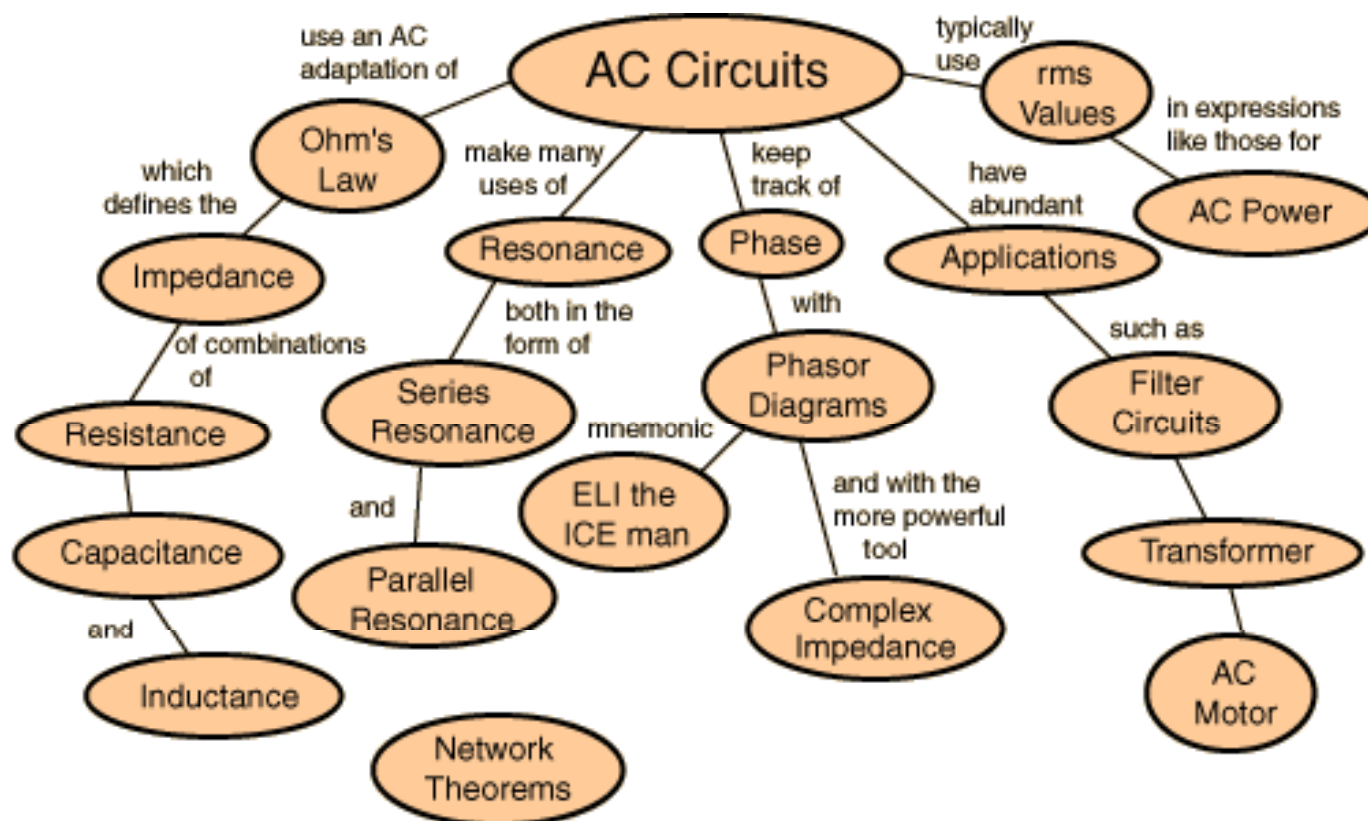 AC Circuits
use an AC
adaptation of
Ohm's
Law
which
defines the
Impedance
of combinations
of
Resistance
Capacitance
and
Inductance
make many
uses of
Resonance
both in the
form of
Series
Resonance
and
Parallel
Resonance
keep
track of
Phase
with
Phasor
Diagrams
mnemonic
ELI the
ICE man
and with the
more powerful
tool
Complex
Impedance
have
abundant
Applications
such as
Filter
Circuits
Transformer
AC
Motor
typically
use
rms
Values
in expressions
like those for
AC Power
Network
Theorems